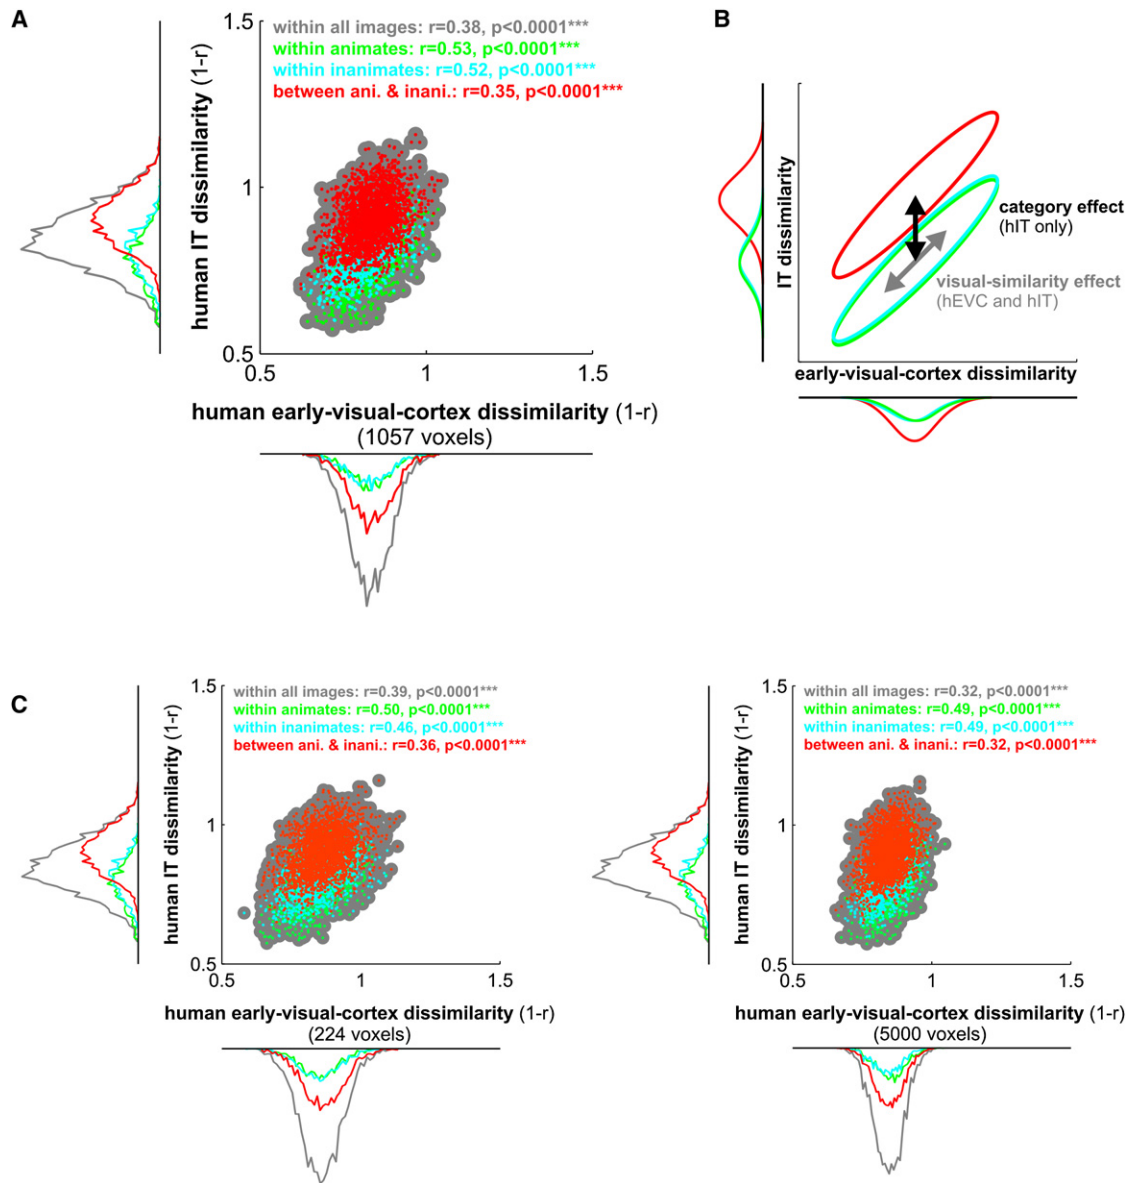 A
within all images: r=0.38, p<0.0001***
within animates: r=0.53, p<0.0001***
within inanimates: r=0.52, p<0.0001***
between ani. & inani.: r=0.35, p<0.0001***
human IT dissimilarity (1-r)
1.5
1
0.5
0.5
1
1.5
human early-visual-cortex dissimilarity (1-r)
(1057 voxels)
B
IT dissimilarity
category effect
(hIT only)
visual-similarity effect
(hEVC and hIT)
early-visual-cortex dissimilarity
C
within all images: r=0.39, p<0.0001***
within animates: r=0.50, p<0.0001***
within inanimates: r=0.46, p<0.0001***
between ani. & inani.: r=0.36, p<0.0001***
human IT dissimilarity (1-r)
1.5
1
0.5
0.5
1
1.5
human early-visual-cortex dissimilarity (1-r)
(224 voxels)
within all images: r=0.32, p<0.0001***
within animates: r=0.49, p<0.0001***
within inanimates: r=0.49, p<0.0001***
between ani. & inani.: r=0.32, p<0.0001***
human IT dissimilarity (1-r)
1.5
1
0.5
0.5
1
1.5
human early-visual-cortex dissimilarity (1-r)
(5000 voxels)